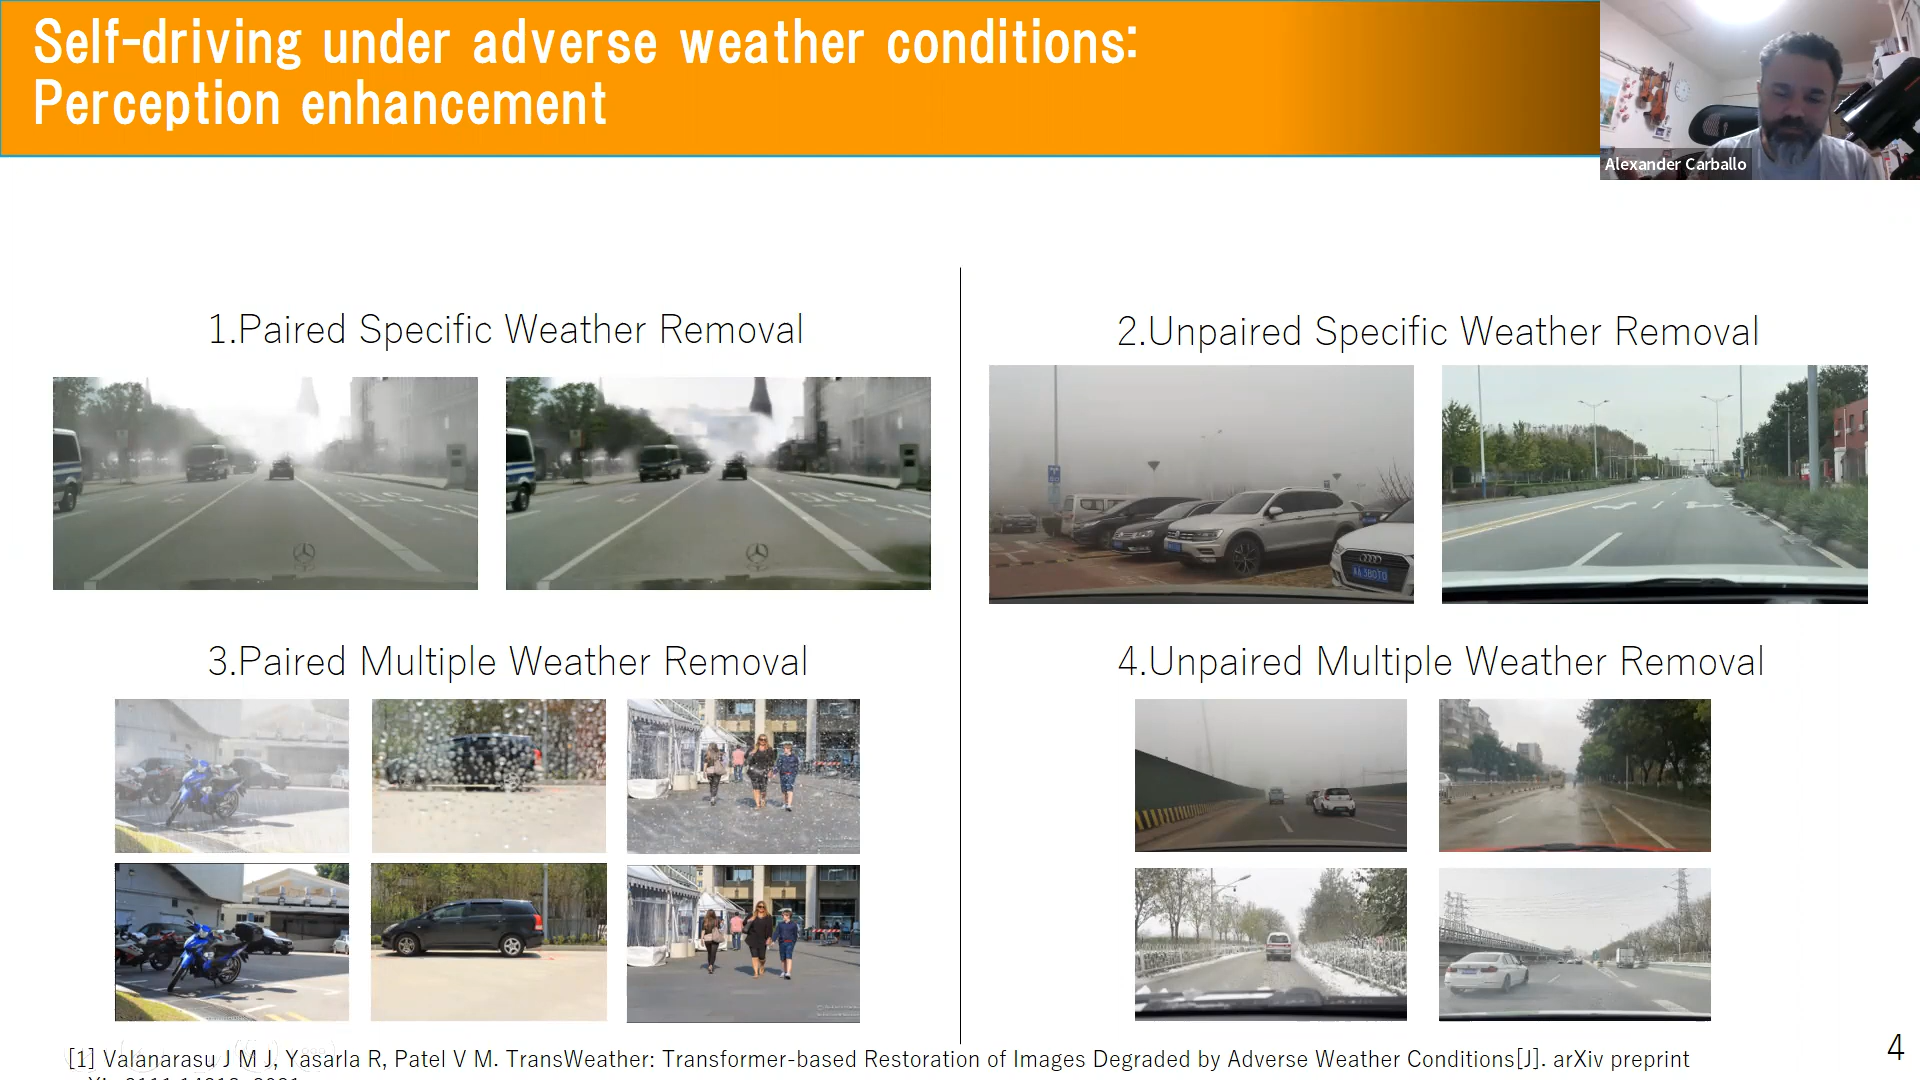 Self-driving under adverse weather conditions:
Perception enhancement
Alexander Carballo
1.Paired Specific Weather Removal
2.Unpaired Specific Weather Removal
3.Paired Multiple Weather Removal
4.Unpaired Multiple Weather Removal
[1] Valanarasu J M J, Yasarla R, Patel V M. TransWeather: Transformer-based Restoration of Images Degraded by Adverse Weather Conditions[J]. arXiv preprint
4